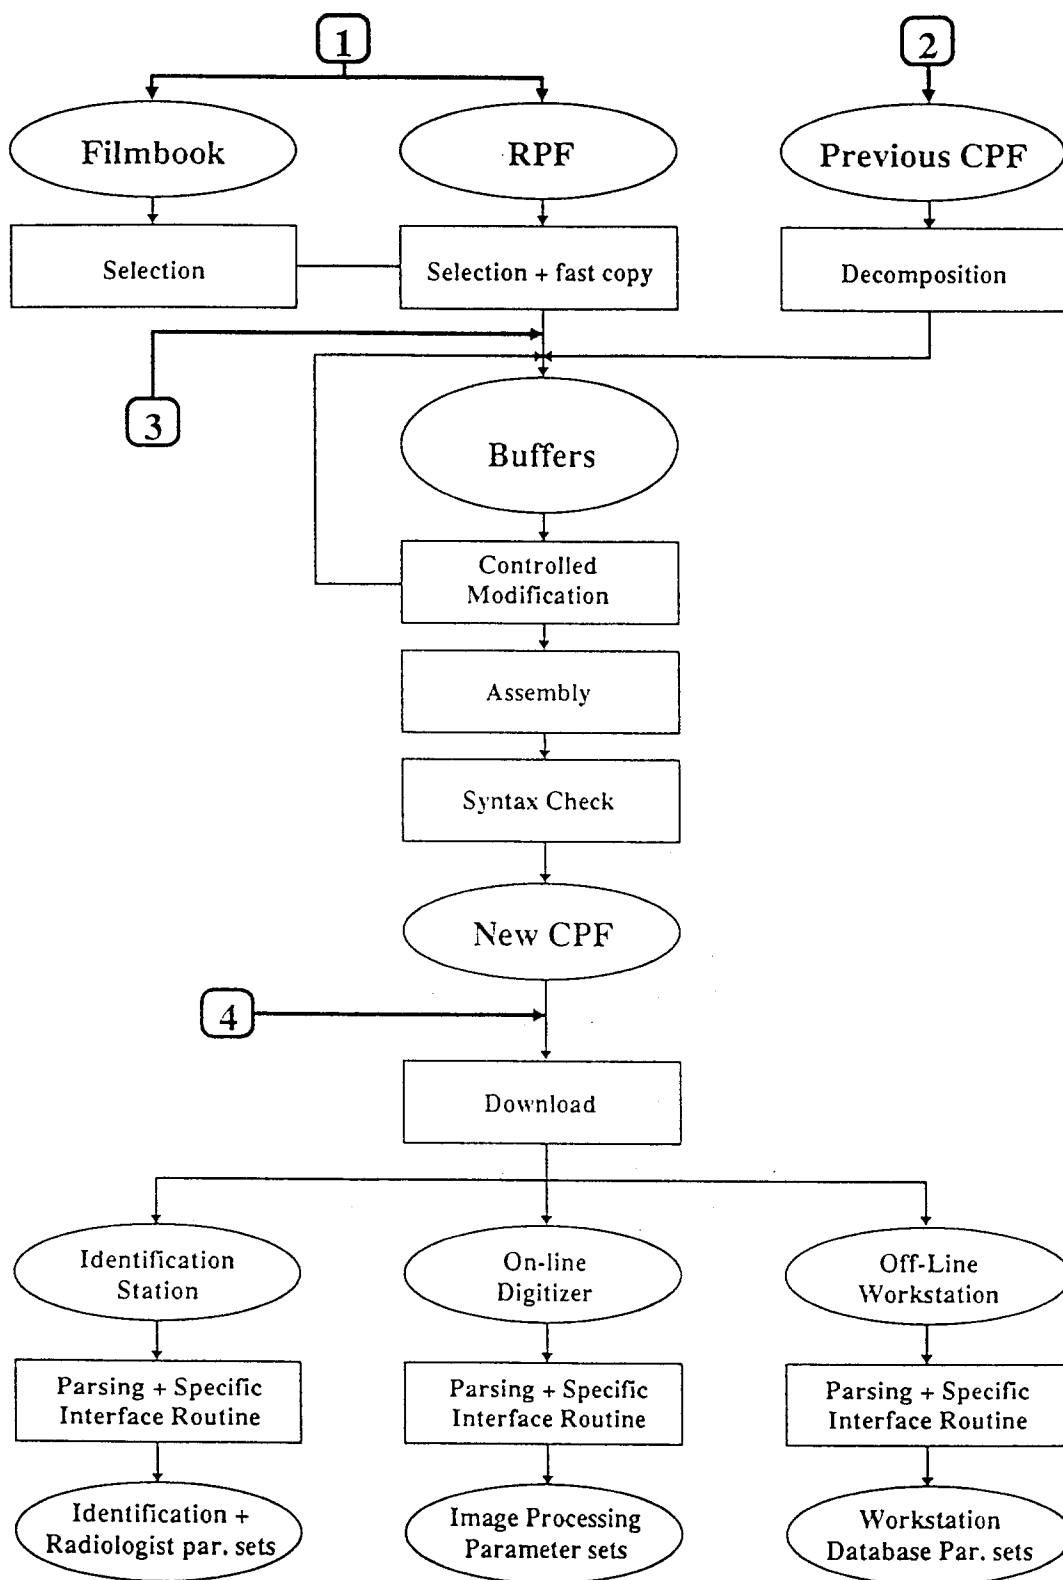 1
2
Filmbook
RPF
Previous CPF
Selection
Selection + fast copy
Decomposition
3
Buffers
Controlled
Modification
Assembly
Syntax Check
New CPF
4
Download
Identification
Station
On-line
Digitizer
Off-Line
Workstation
Parsing + Specific
Interface Routine
Parsing + Specific
Interface Routine
Parsing + Specific
Interface Routine
Identification +
Radiologist par. sets
Image Processing
Parameter sets
Workstation
Database Par. sets